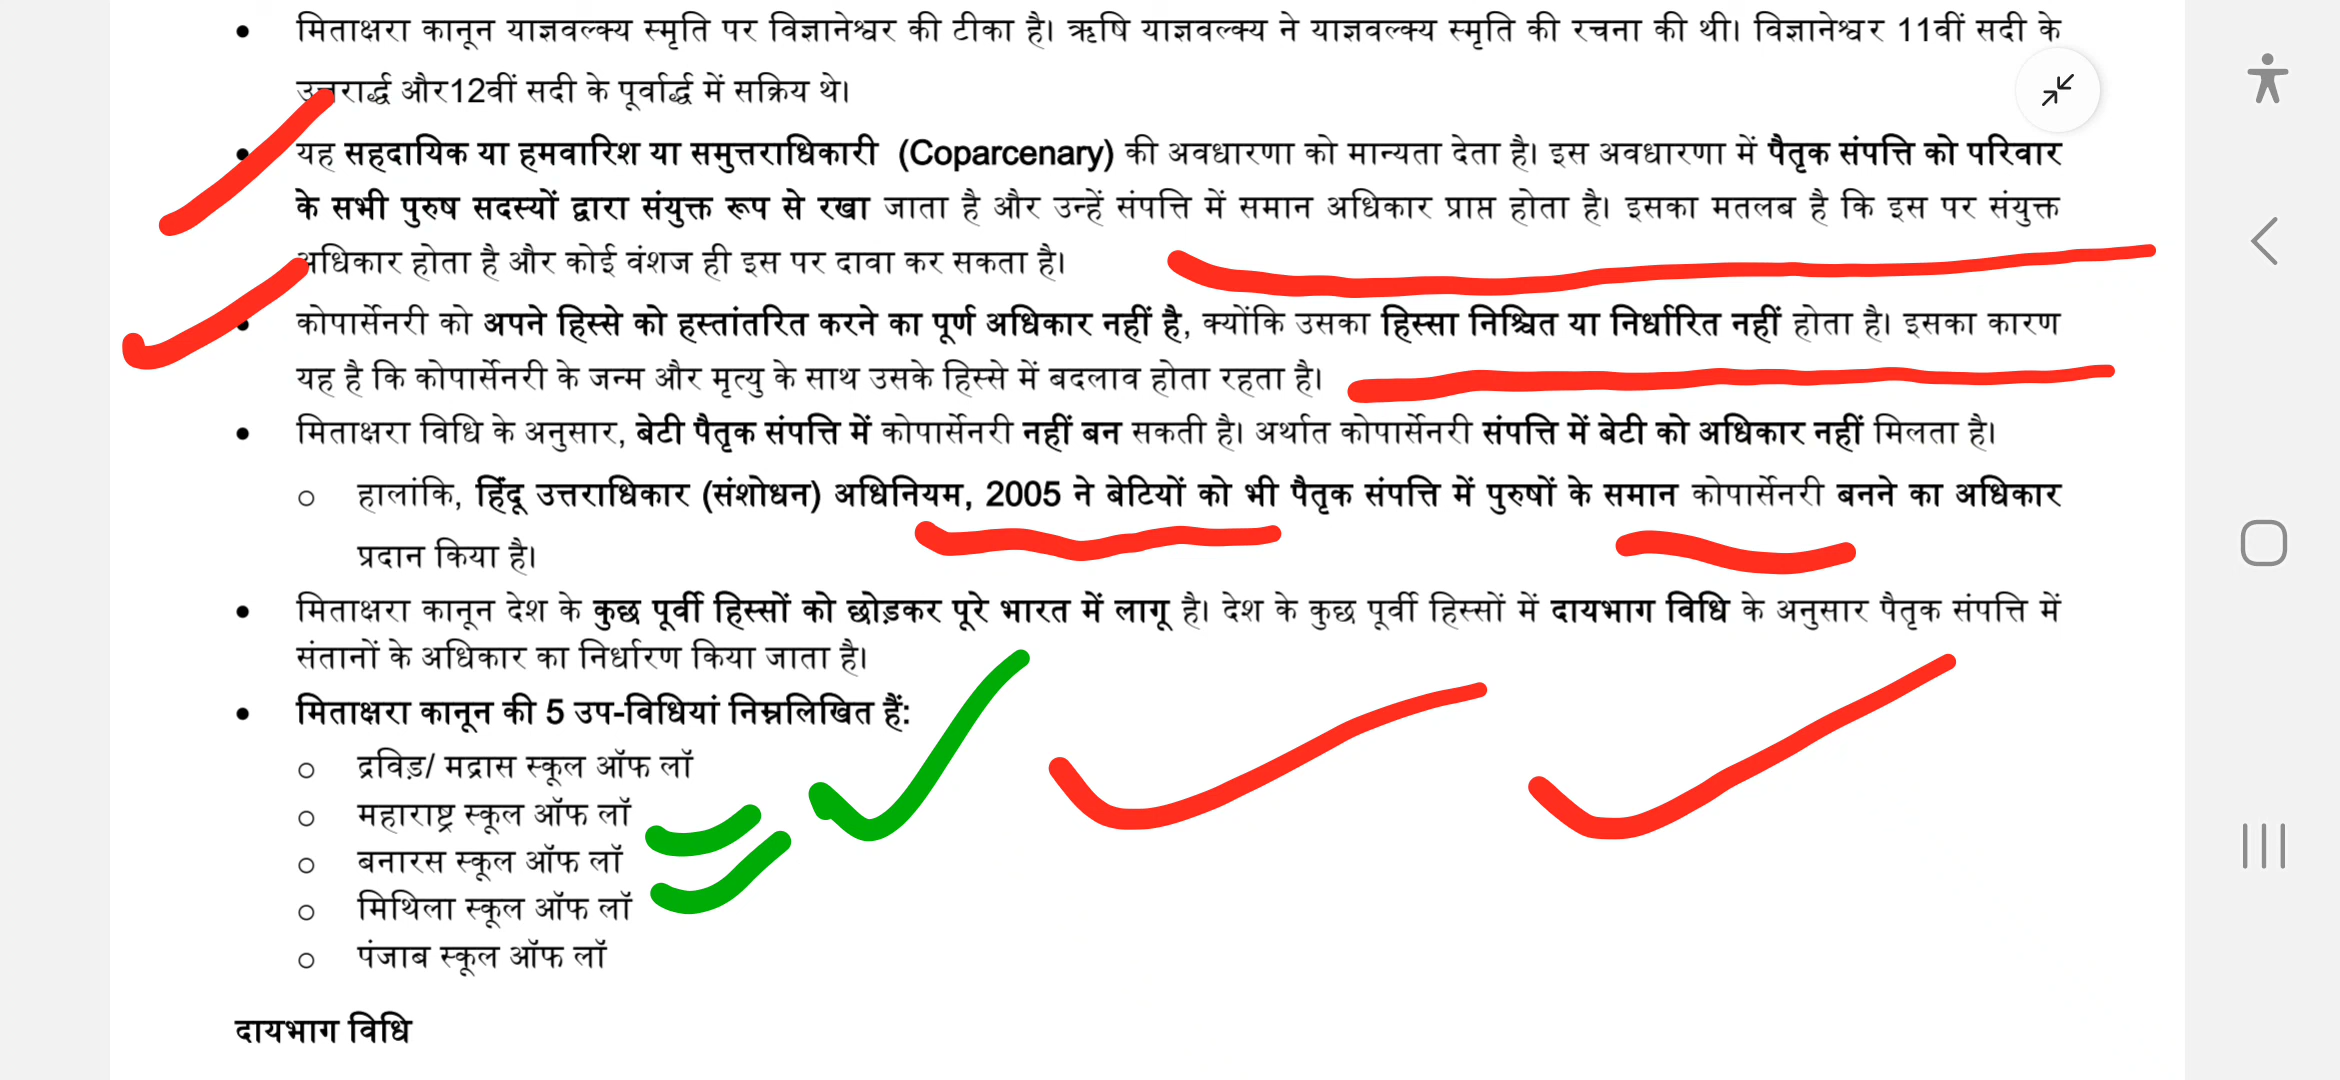 • मिताक्षरा कानून याज्ञवल्क्य स्मृति पर विज्ञानेश्वर की टीका है। ऋषि याज्ञवल्क्य ने याज्ञवल्क्य स्मृति की रचना की थी। विज्ञानेश्वर 11वीं सदी के
उत्तरार्द्ध और12वीं सदी के पूर्वार्द्ध में सक्रिय थे।
• यह सहदायिक या हमवारिश या समुत्तराधिकारी (Coparcenary) की अवधारणा को मान्यता देता है। इस अवधारणा में पैतृक संपत्ति को परिवार
के सभी पुरुष सदस्यों द्वारा संयुक्त रूप से रखा जाता है और उन्हें संपत्ति में समान अधिकार प्राप्त होता है। इसका मतलब है कि इस पर संयुक्त
अधिकार होता है और कोई वंशज ही इस पर दावा कर सकता है।
• कोपार्सेनरी को अपने हिस्से को हस्तांतरित करने का पूर्ण अधिकार नहीं है, क्योंकि उसका हिस्सा निश्चित या निर्धारित नहीं होता है। इसका कारण
यह है कि कोपार्सेनरी के जन्म और मृत्यु के साथ उसके हिस्से में बदलाव होता रहता है।
• मिताक्षरा विधि के अनुसार, बेटी पैतृक संपत्ति में कोपार्सेनरी नहीं बन सकती है। अर्थात कोपार्सेनरी संपत्ति में बेटी को अधिकार नहीं मिलता है।
o हालांकि, हिंदू उत्तराधिकार (संशोधन) अधिनियम, 2005 ने बेटियों को भी पैतृक संपत्ति में पुरुषों के समान कोपार्सेनरी बनने का अधिकार
प्रदान किया है।
• मिताक्षरा कानून देश के कुछ पूर्वी हिस्सों को छोड़कर पूरे भारत में लागू है। देश के कुछ पूर्वी हिस्सों में दायभाग विधि के अनुसार पैतृक संपत्ति में
संतानों के अधिकार का निर्धारण किया जाता है।
• मिताक्षरा कानून की 5 उप-विधियां निम्नलिखित हैं:
o द्रविड़/ मद्रास स्कूल ऑफ लॉ
o महाराष्ट्र स्कूल ऑफ लॉ
o बनारस स्कूल ऑफ लॉ
o मिथिला स्कूल ऑफ लॉ
o पंजाब स्कूल ऑफ लॉ
दायभाग विधि